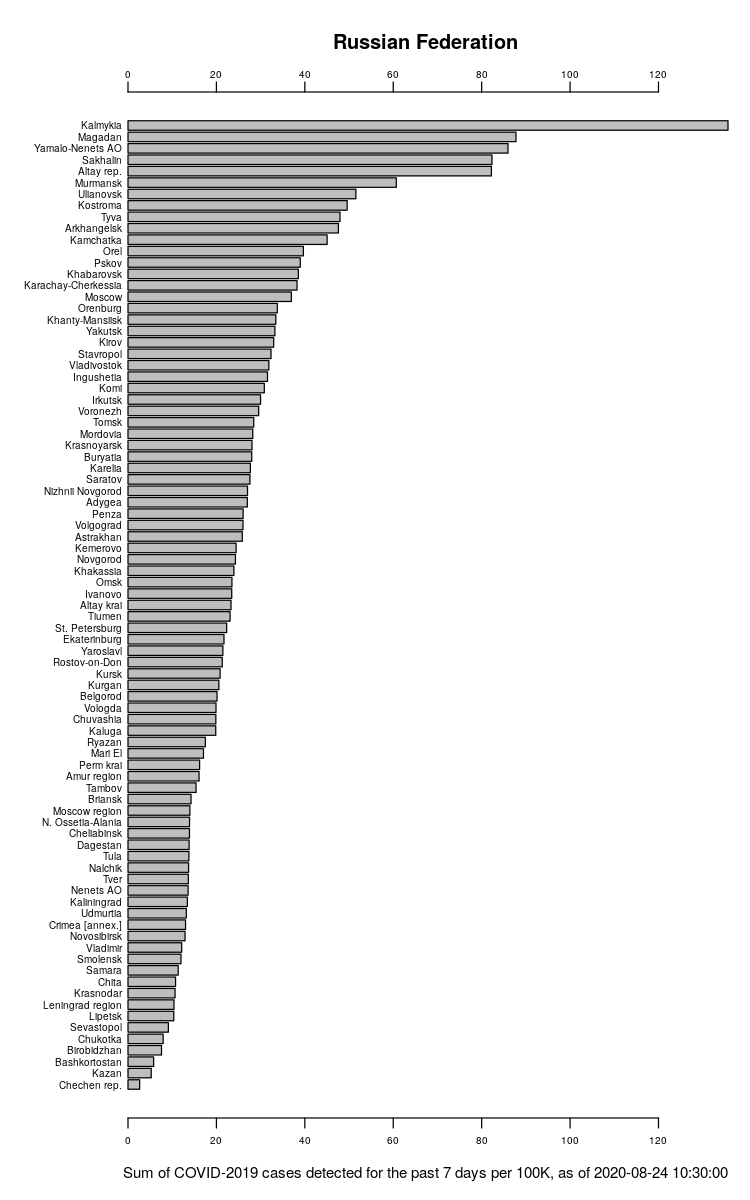 Russian Federation
0 20 40 60 80 100 120
Kalmykia
Magadan
Yamalo-Nenets AO
Sakhalin
Altay rep.
Murmansk
Ulianovsk
Kostroma
Tyva
Arkhangelsk
Kamchatka
Orel
Pskov
Khabarovsk
Karachay-Cherkessia
Moscow
Orenburg
Khanty-Mansiisk
Yakutsk
Kirov
Stavropol
Vladivostok
Ingushetia
Komi
Irkutsk
Voronezh
Tomsk
Mordovia
Krasnoyarsk
Buryatia
Karelia
Saratov
Nizhnii Novgorod
Adygea
Penza
Volgograd
Astrakhan
Kemerovo
Novgorod
Khakassia
Omsk
Ivanovo
Altay krai
Tiumen
St. Petersburg
Ekaterinburg
Yaroslavl
Rostov-on-Don
Kursk
Kurgan
Belgorod
Vologda
Chuvashia
Kaluga
Ryazan
Mari El
Perm krai
Amur region
Tambov
Briansk
Moscow region
N. Ossetia-Alania
Cheliabinsk
Dagestan
Tula
Nalchik
Tver
Nenets AO
Kaliningrad
Udmurtia
Crimea [annex.]
Novosibirsk
Vladimir
Smolensk
Samara
Chita
Krasnodar
Leningrad region
Lipetsk
Sevastopol
Chukotka
Birobidzhan
Bashkortostan
Kazan
Chechen rep.
0 20 40 60 80 100 120
Sum of COVID-2019 cases detected for the past 7 days per 100K, as of 2020-08-24 10:30:00